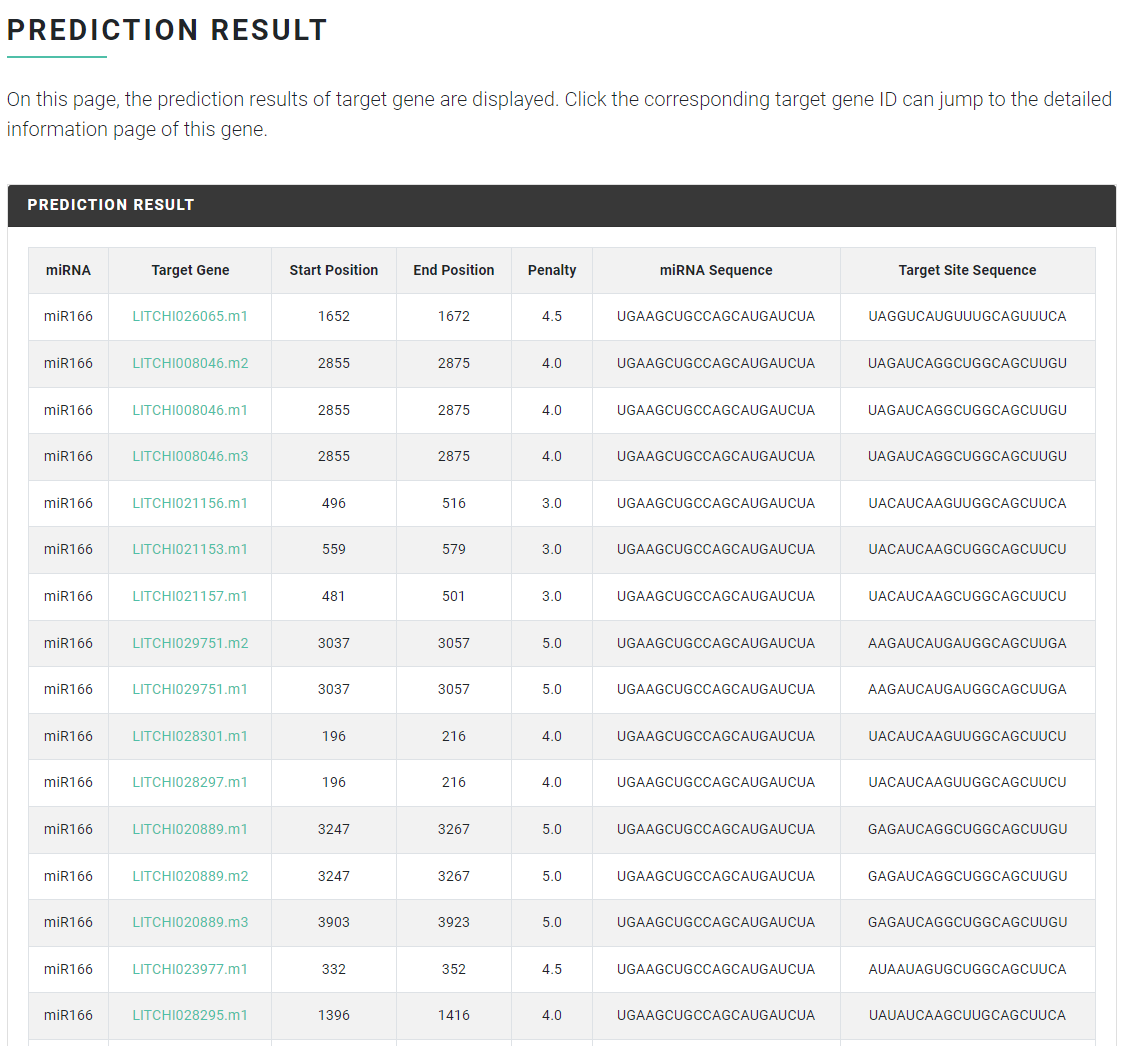 PREDICTION RESULT
On this page, the prediction results of target gene are displayed. Click the corresponding target gene ID can jump to the detailed
information page of this gene.
PREDICTION RESULT
miRNA Target Gene Start Position End Position Penalty miRNA Sequence Target Site Sequence
miR166 LITCHI026065.m1 1652 1672 4.5 UGAAGCUGCCAGCAUGAUCUA UAGGUCAUGUUUGCAGUUUCA
miR166 LITCHI008046.m2 2855 2875 4.0 UGAAGCUGCCAGCAUGAUCUA UAGAUCAGGCUGGCAGCUUGU
miR166 LITCHI008046.m1 2855 2875 4.0 UGAAGCUGCCAGCAUGAUCUA UAGAUCAGGCUGGCAGCUUGU
miR166 LITCHI008046.m3 2855 2875 4.0 UGAAGCUGCCAGCAUGAUCUA UAGAUCAGGCUGGCAGCUUGU
miR166 LITCHI021156.m1 496 516 3.0 UGAAGCUGCCAGCAUGAUCUA UACAUCAAGUUGGCAGCUUCA
miR166 LITCHI021153.m1 559 579 3.0 UGAAGCUGCCAGCAUGAUCUA UACAUCAAGCUGGCAGCUUCU
miR166 LITCHI021157.m1 481 501 3.0 UGAAGCUGCCAGCAUGAUCUA UACAUCAAGCUGGCAGCUUCU
miR166 LITCHI029751.m2 3037 3057 5.0 UGAAGCUGCCAGCAUGAUCUA AAGAUCAUGAUGGCAGCUUGA
miR166 LITCHI029751.m1 3037 3057 5.0 UGAAGCUGCCAGCAUGAUCUA AAGAUCAUGAUGGCAGCUUGA
miR166 LITCHI028301.m1 196 216 4.0 UGAAGCUGCCAGCAUGAUCUA UACAUCAAGUUGGCAGCUUCU
miR166 LITCHI028297.m1 196 216 4.0 UGAAGCUGCCAGCAUGAUCUA UACAUCAAGUUGGCAGCUUCU
miR166 LITCHI020889.m1 3247 3267 5.0 UGAAGCUGCCAGCAUGAUCUA GAGAUCAGGCUGGCAGCUUGU
miR166 LITCHI020889.m2 3247 3267 5.0 UGAAGCUGCCAGCAUGAUCUA GAGAUCAGGCUGGCAGCUUGU
miR166 LITCHI020889.m3 3903 3923 5.0 UGAAGCUGCCAGCAUGAUCUA GAGAUCAGGCUGGCAGCUUGU
miR166 LITCHI023977.m1 332 352 4.5 UGAAGCUGCCAGCAUGAUCUA AUAAUAGUGCUGGCAGCUUCA
miR166 LITCHI028295.m1 1396 1416 4.0 UGAAGCUGCCAGCAUGAUCUA UAUAUCAAGCUUGCAGCUUCA